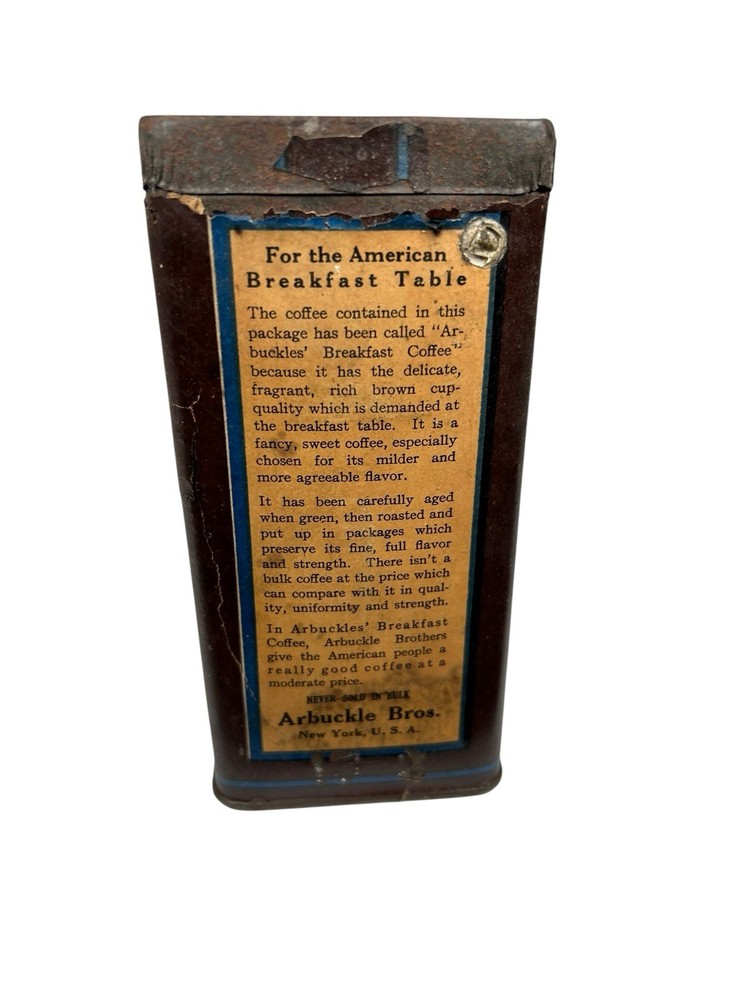 For the American
Breakfast Table
The coffee contained in this
package has been called "Ar-
buckles' Breakfast Coffee"
because it has the delicate,
fragrant, rich brown cup-
quality which is demanded at
the breakfast table. It is a
fancy, sweet coffee, especially
chosen for its milder and
more agreeable flavor.
It has been carefully aged
when green, then roasted and
put up in packages which
preserve its fine, full flavor
and strength. There isn't a
bulk coffee at the price which
can compare with it in qual-
ity, uniformity and strength.
In Arbuckles' Breakfast
Coffee, Arbuckle Brothers
give the American people a
really good coffee at a
moderate price.
NEVER SOLD IN BULK
Arbuckle Bros.
New York, U. S. A.